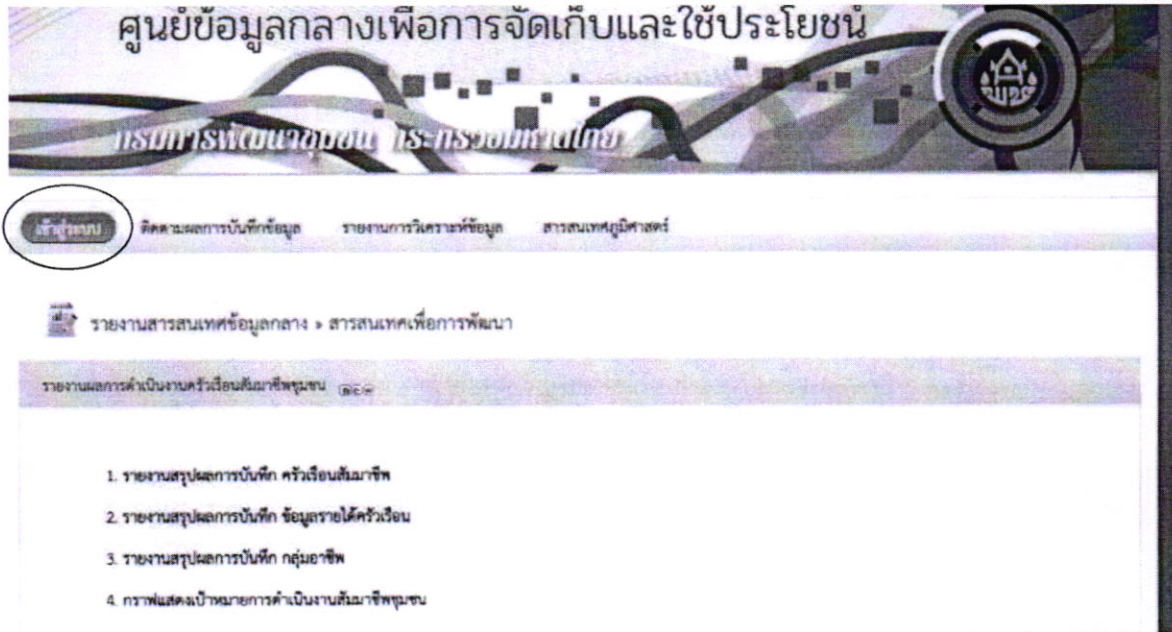 ศูนย์ข้อมูลกลางเพื่อการจัดเก็บและใช้ประโยชน์
กรมการพัฒนาชุมชน กระทรวงมหาดไทย
เข้าสู่ระบบ ติดตามผลการบันทึกข้อมูล รายงานการวิเคราะห์ข้อมูล สารสนเทศภูมิศาสตร์
รายงานสารสนเทศข้อมูลกลาง » สารสนเทศเพื่อการพัฒนา
รายงานผลการดำเนินงานครัวเรือนสัมมาชีพชุมชน
1. รายงานสรุปผลการบันทึก ครัวเรือนสัมมาชีพ
2. รายงานสรุปผลการบันทึก ข้อมูลรายได้ครัวเรือน
3. รายงานสรุปผลการบันทึก กลุ่มอาชีพ
4. กราฟแสดงเป้าหมายการดำเนินงานสัมมาชีพชุมชน